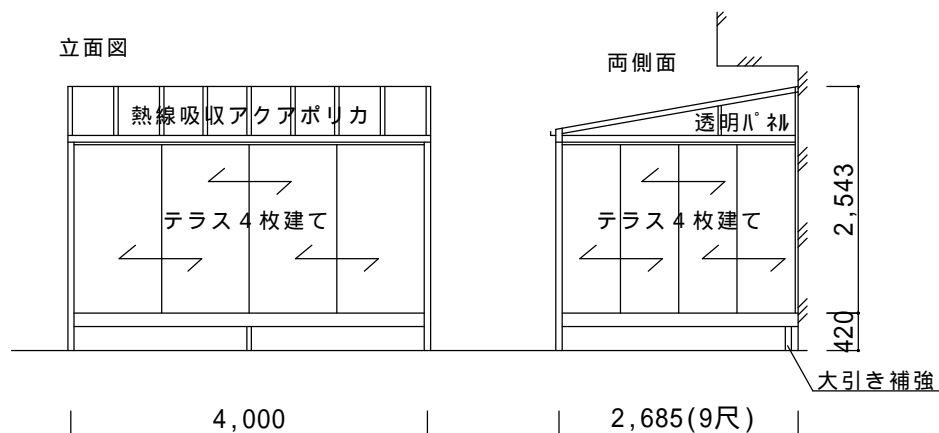 立面図
両側面
熱線吸収アクアポリカ
透明パネル
テラス4枚建て
テラス4枚建て
2,543
420
大引き補強
4,000
2,685(9尺)